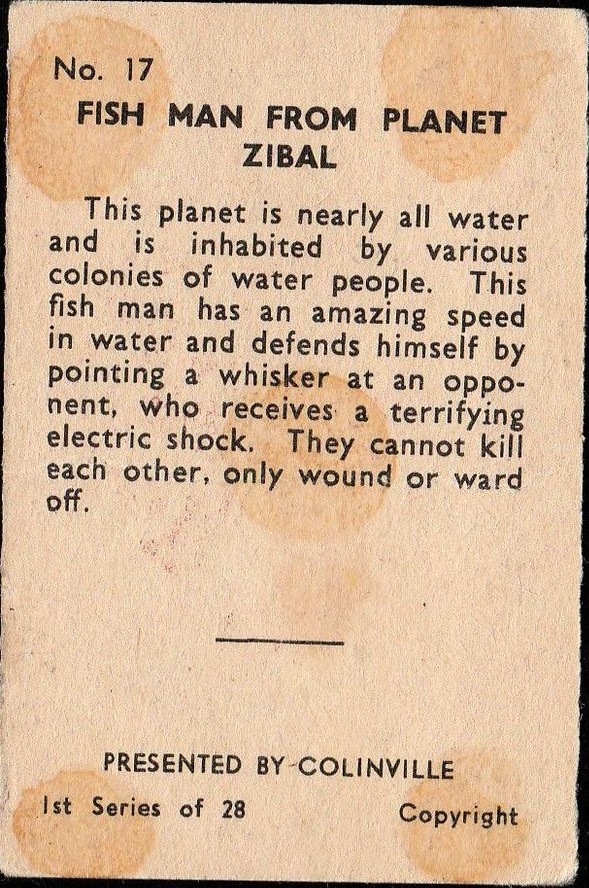 No. 17
FISH MAN FROM PLANET
ZIBAL
This planet is nearly all water
and is inhabited by various
colonies of water people. This
fish man has an amazing speed
in water and defends himself by
pointing a whisker at an oppo-
nent, who receives a terrifying
electric shock. They cannot kill
each other, only wound or ward
off.
PRESENTED BY COLINVILLE
1st Series of 28 Copyright